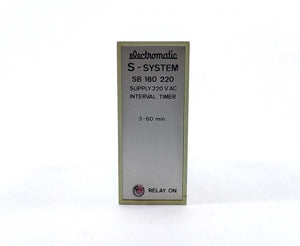 electromatic
S-SYSTEM
SB 160 220
SUPPLY 220 V AC
INTERVAL TIMER
3-60 min.
RELAY ON